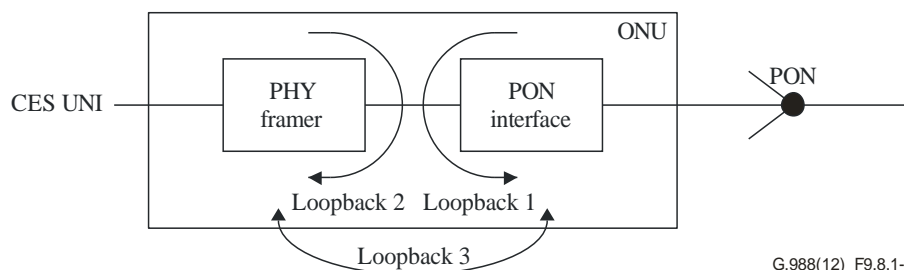 ONU
PHY
framer
PON
interface
CES UNI
PON
Loopback 2
Loopback 1
Loopback 3
G.988(12)_F9.8.1-